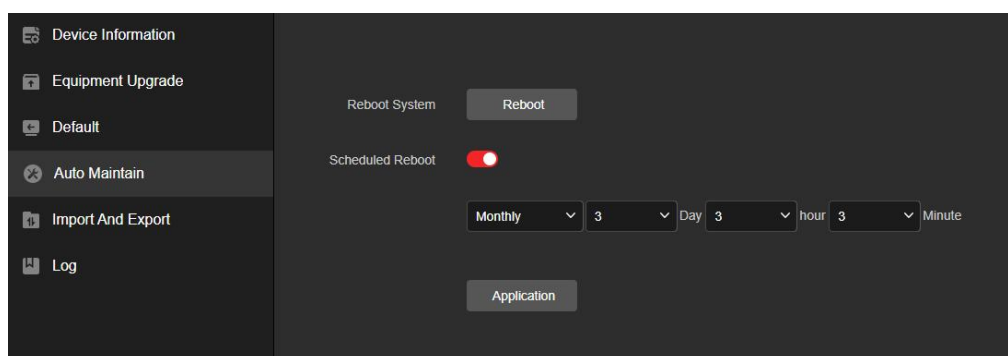 Device Information
Equipment Upgrade
Default
Auto Maintain
Import And Export
Log
Reboot System Reboot
Scheduled Reboot
Monthly 3 Day 3 hour 3 Minute
Application